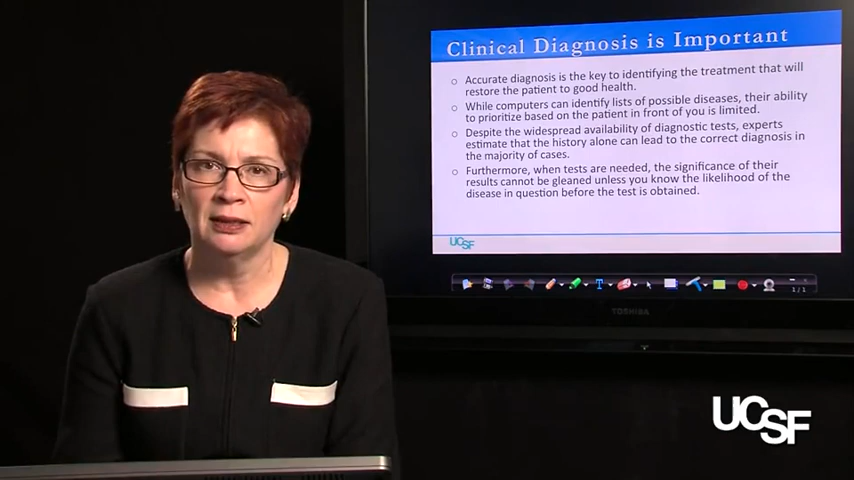 Clinical Diagnosis is Important
Accurate diagnosis is the key to identifying the treatment that will
restore the patient to good health.
While computers can identify lists of possible diseases, their ability
to prioritize based on the patient in front of you is limited.
Despite the widespread availability of diagnostic tests, experts
estimate that the history alone can lead to the correct diagnosis in
the majority of cases.
Furthermore, when tests are needed, the significance of their
results cannot be gleaned unless you know the likelihood of the
disease in question before the test is obtained.
UCSF
T
1/1
TOSHIBA
UCSF